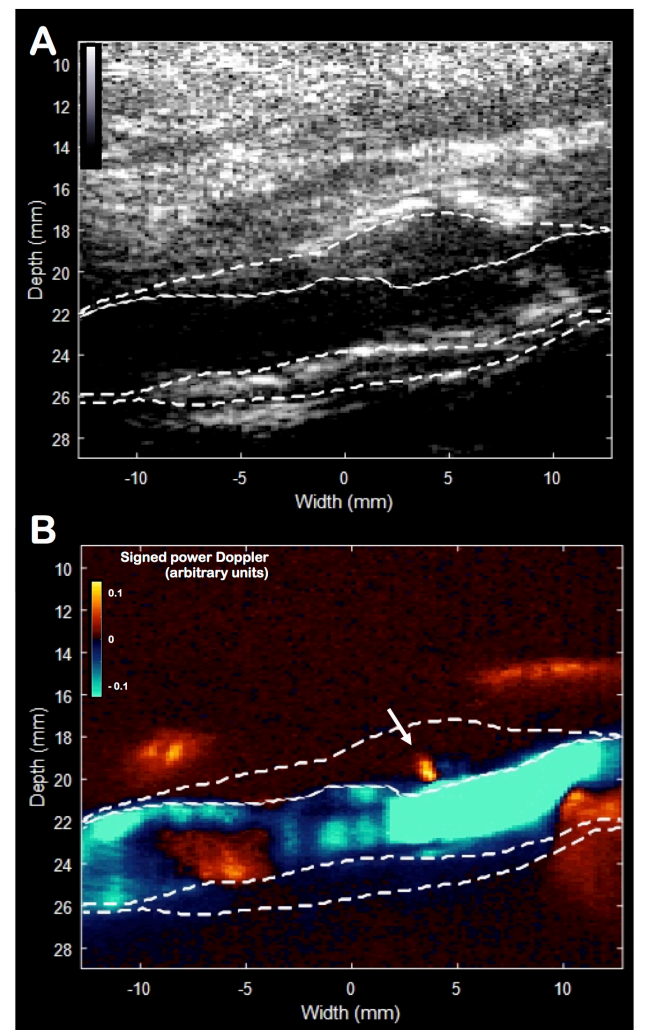 A
10
12
14
16
18
20
22
24
26
28
Depth (mm)
-10 -5 0 5 10
Width (mm)
B
Signed power Doppler
(arbitrary units)
0.1
0
- 0.1
10
12
14
16
18
20
22
24
26
28
Depth (mm)
-10 -5 0 5 10
Width (mm)